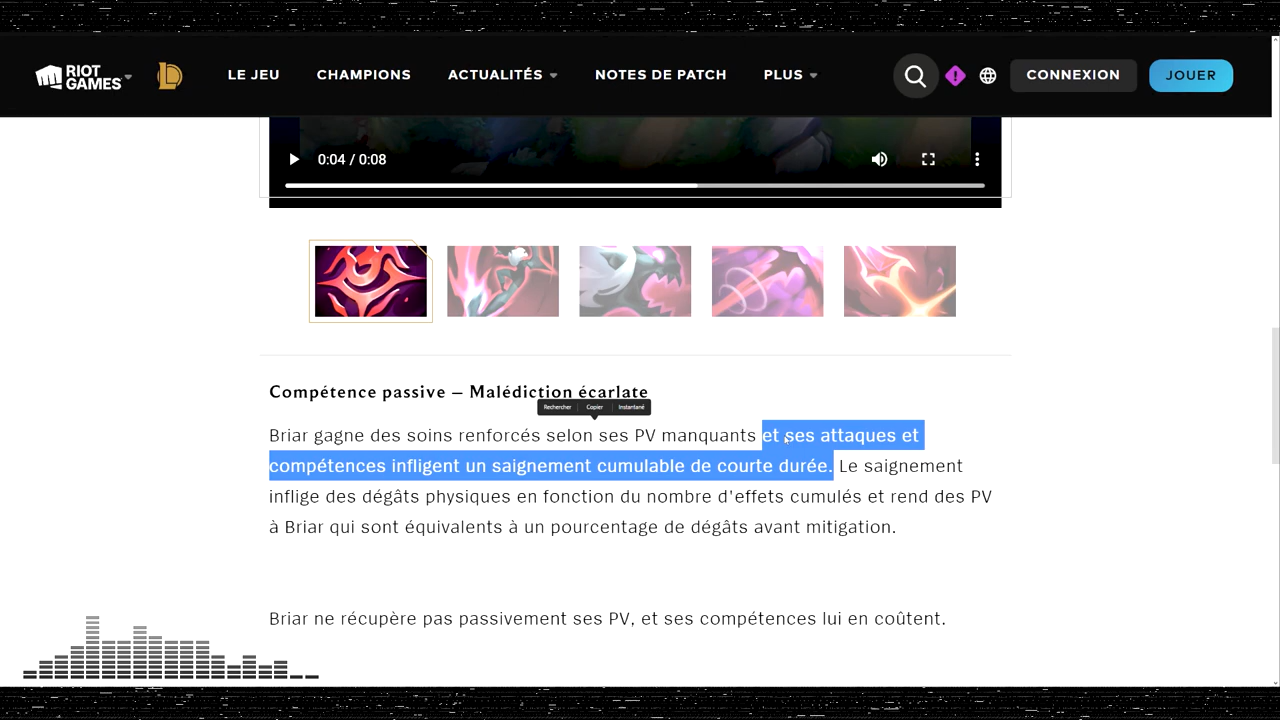 RIOT
GAMES
LE JEU
CHAMPIONS
ACTUALITÉS
NOTES DE PATCH
PLUS
CONNEXION
JOUER
0:04 / 0:08
Compétence passive – Malédiction écarlate
Rechercher
Copier
Instantané
Briar gagne des soins renforcés selon ses PV manquants et ses attaques et
compétences infligent un saignement cumulable de courte durée. Le saignement
inflige des dégâts physiques en fonction du nombre d'effets cumulés et rend des PV
à Briar qui sont équivalents à un pourcentage de dégâts avant mitigation.
Briar ne récupère pas passivement ses PV, et ses compétences lui en coûtent.